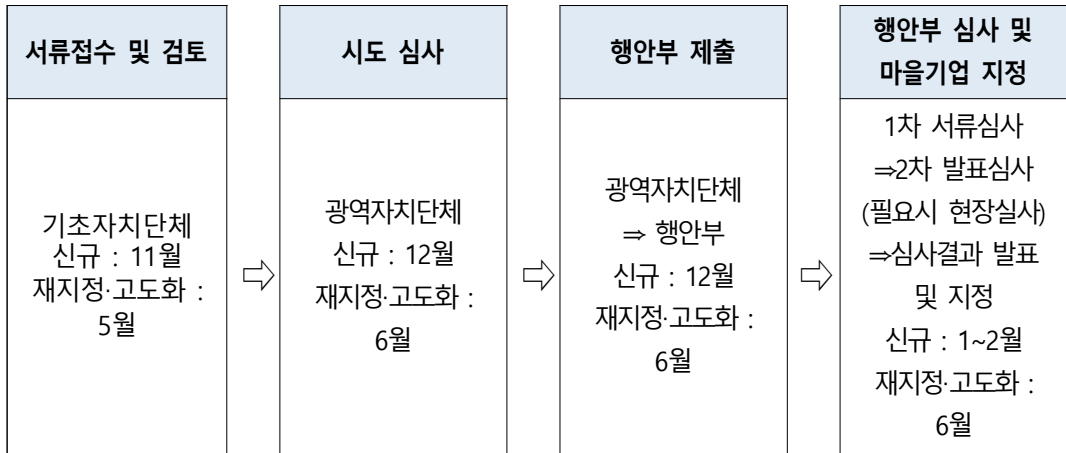 서류접수 및 검토
기초자치단체
신규 : 11월
재지정·고도화 :
5월
⇨
시도 심사
광역자치단체
신규 : 12월
재지정·고도화 :
6월
⇨
행안부 제출
광역자치단체
⇒ 행안부
신규 : 12월
재지정·고도화 :
6월
⇨
행안부 심사 및
마을기업 지정
1차 서류심사
⇒2차 발표심사
(필요시 현장실사)
⇒심사결과 발표
및 지정
신규 : 1~2월
재지정·고도화 :
6월